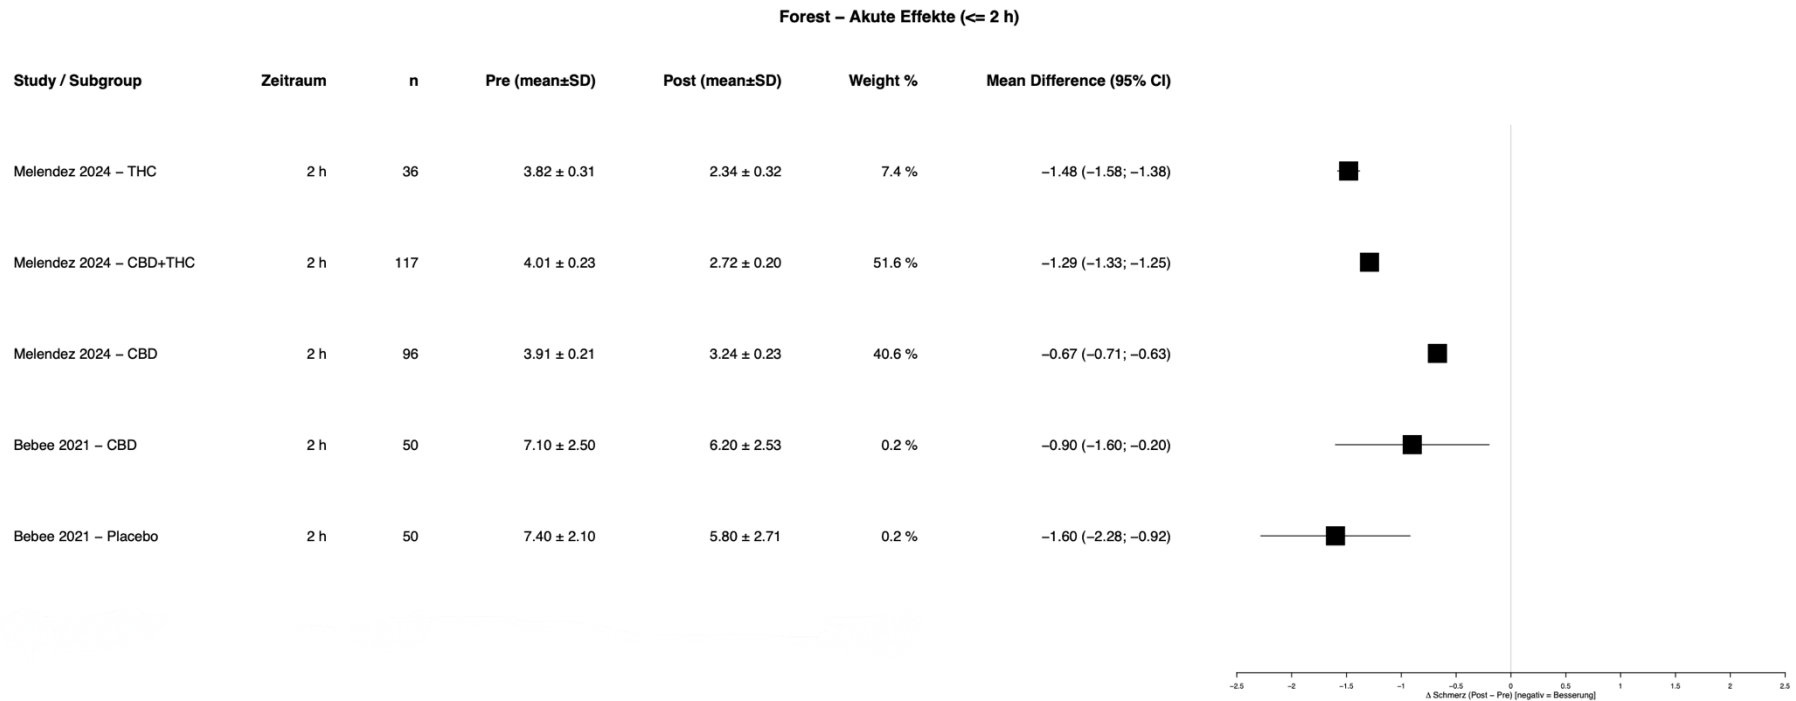 Forest – Akute Effekte (<= 2 h)
Study / Subgroup Zeitraum n Pre (mean±SD) Post (mean±SD) Weight % Mean Difference (95% CI)
Melendez 2024 – THC 2 h 36 3.82 ± 0.31 2.34 ± 0.32 7.4 % −1.48 (−1.58; −1.38)
Melendez 2024 – CBD+THC 2 h 117 4.01 ± 0.23 2.72 ± 0.20 51.6 % −1.29 (−1.33; −1.25)
Melendez 2024 – CBD 2 h 96 3.91 ± 0.21 3.24 ± 0.23 40.6 % −0.67 (−0.71; −0.63)
Bebee 2021 – CBD 2 h 50 7.10 ± 2.50 6.20 ± 2.53 0.2 % −0.90 (−1.60; −0.20)
Bebee 2021 – Placebo 2 h 50 7.40 ± 2.10 5.80 ± 2.71 0.2 % −1.60 (−2.28; −0.92)
−2.5 −2 −1.5 −1 −0.5 0 0.5 1 1.5 2 2.5
Δ Schmerz (Post − Pre) [negativ = Besserung]